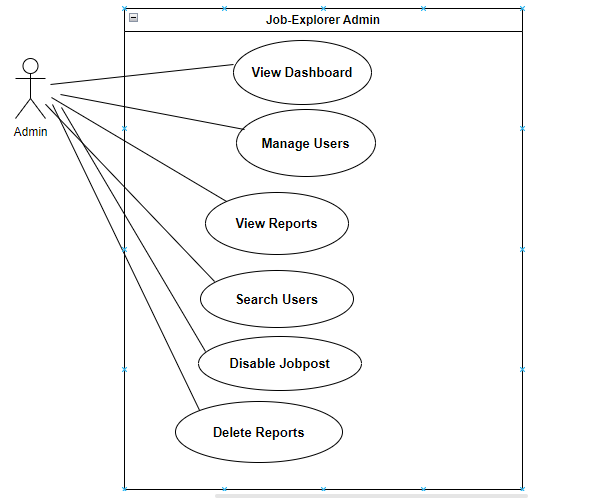 Job-Explorer Admin
View Dashboard
Admin
Manage Users
View Reports
Search Users
Disable Jobpost
Delete Reports